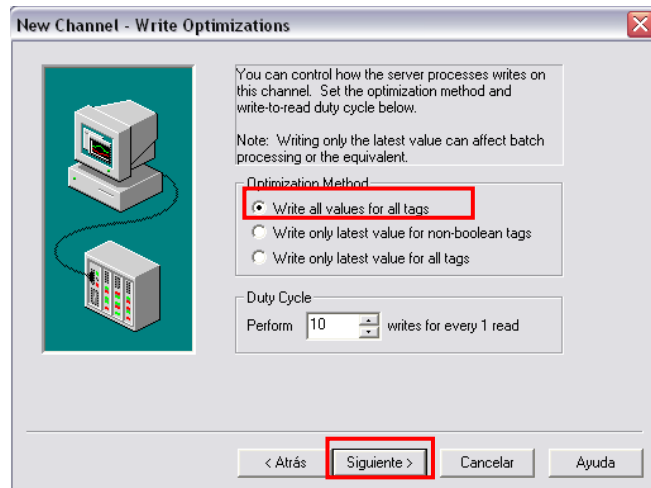 New Channel - Write Optimizations
You can control how the server processes writes on
this channel. Set the optimization method and
write-to-read duty cycle below.
Note: Writing only the latest value can affect batch
processing or the equivalent.
Optimization Method
Write all values for all tags
Write only latest value for non-boolean tags
Write only latest value for all tags
Duty Cycle
Perform 10 writes for every 1 read
< Atrás Siguiente > Cancelar Ayuda